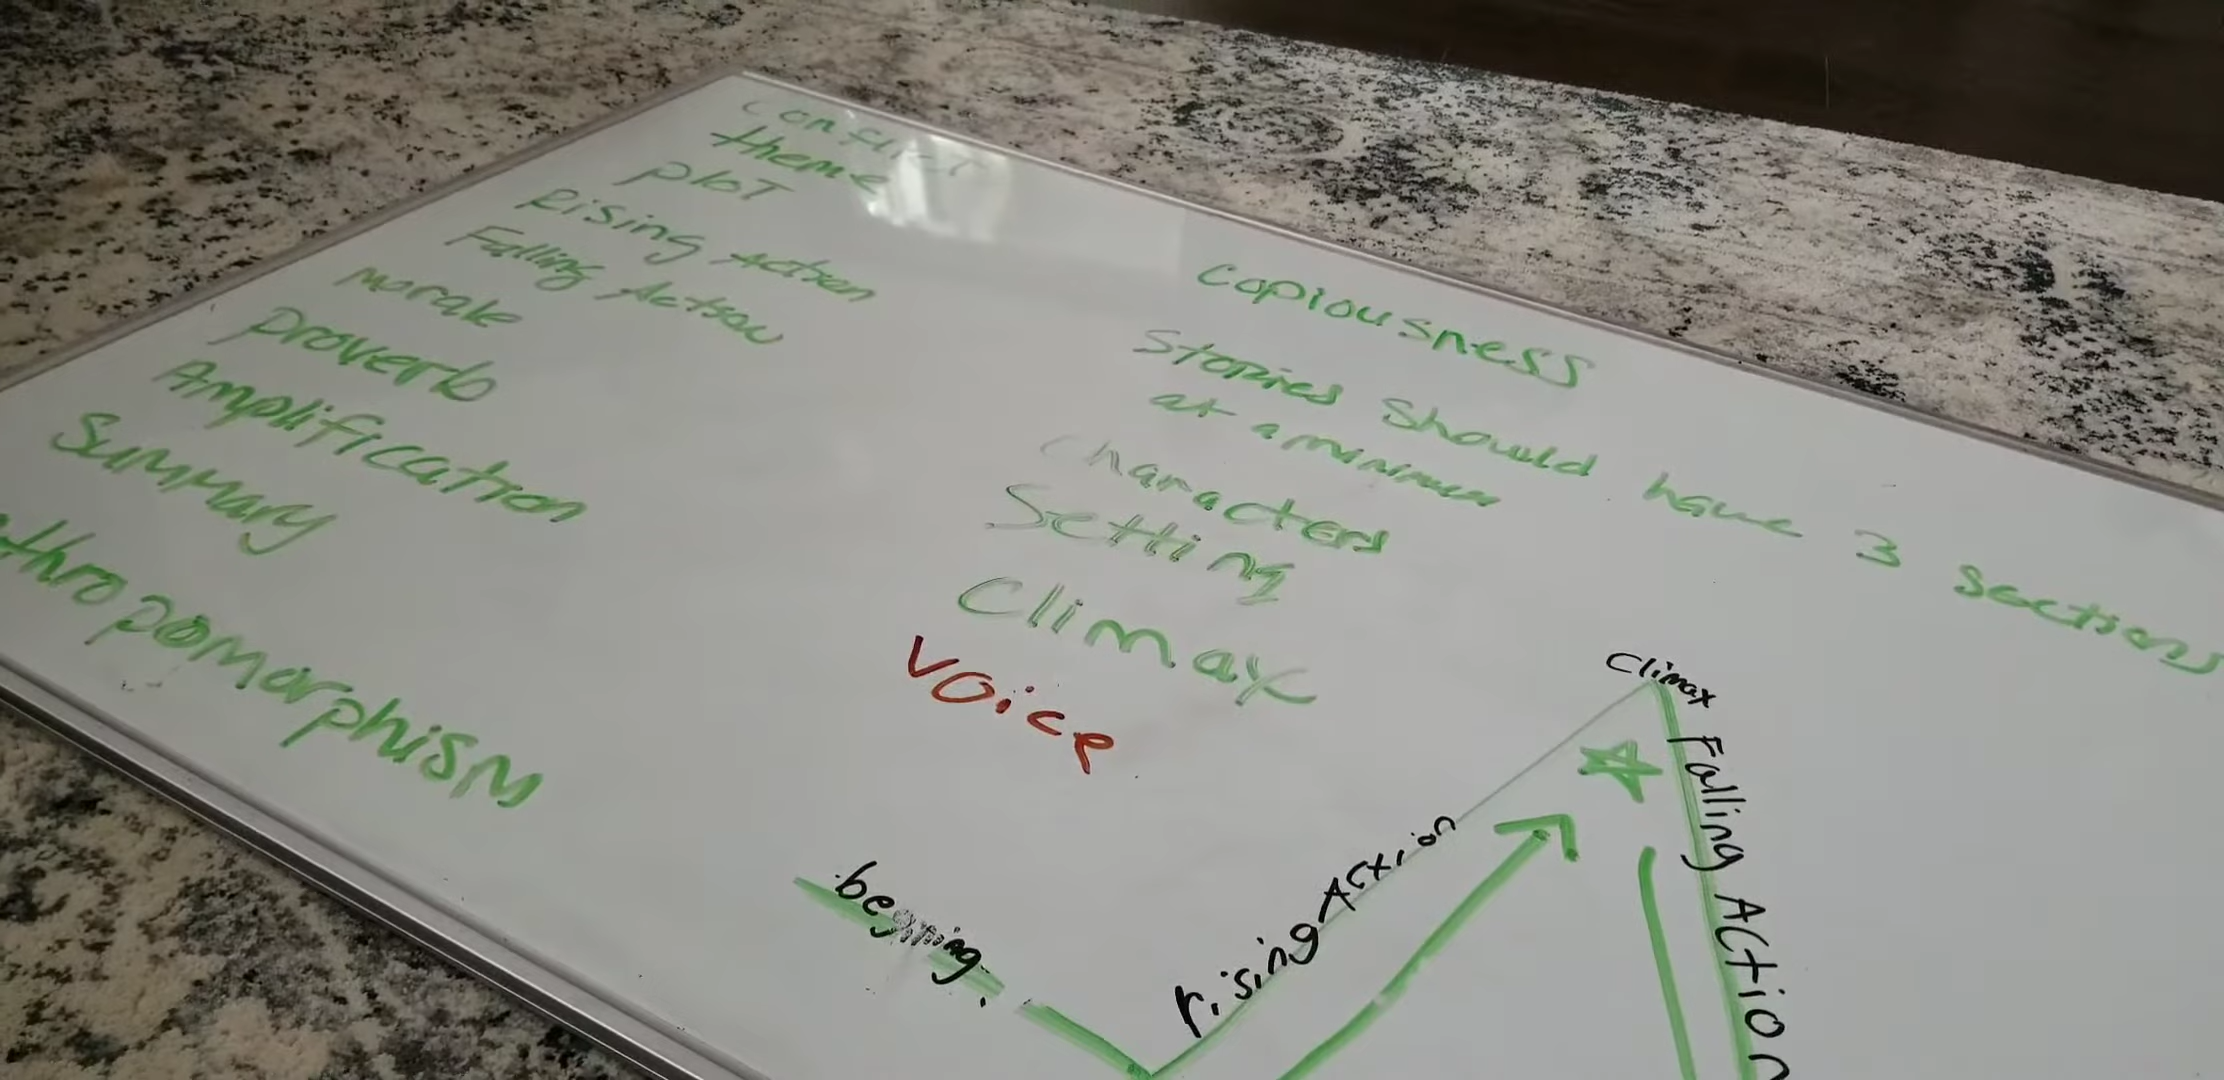 Conflict
theme
PloT
Rising Action
Falling Action
morale
proverb
Amplification
Summary
thropomorphism
Copiousness
Stories Should have 3 sections
at a minimum
Characters
Setting
Climax
Voice
Climax
Falling Action
rising Action
begining.